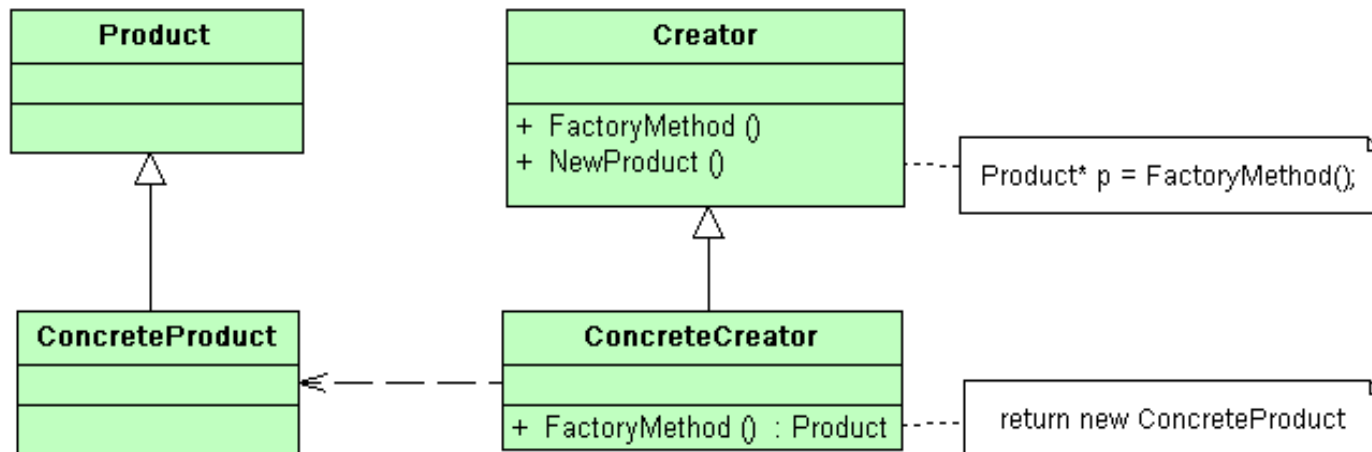 Product
Creator
+ FactoryMethod ()
+ NewProduct ()
Product* p = FactoryMethod();
ConcreteProduct
ConcreteCreator
+ FactoryMethod () : Product
return new ConcreteProduct